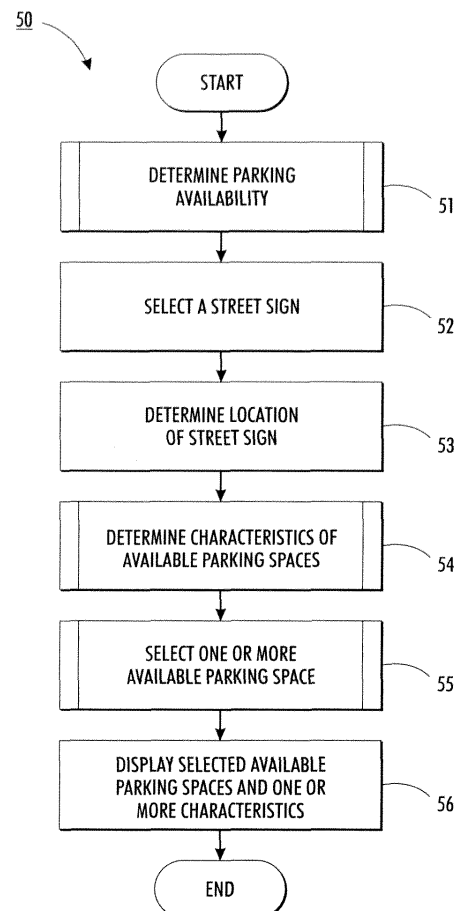 50
START
DETERMINE PARKING
AVAILABILITY
51
SELECT A STREET SIGN
52
DETERMINE LOCATION
OF STREET SIGN
53
DETERMINE CHARACTERISTICS OF
AVAILABLE PARKING SPACES
54
SELECT ONE OR MORE
AVAILABLE PARKING SPACE
55
DISPLAY SELECTED AVAILABLE
PARKING SPACES AND ONE OR
MORE CHARACTERISTICS
56
END